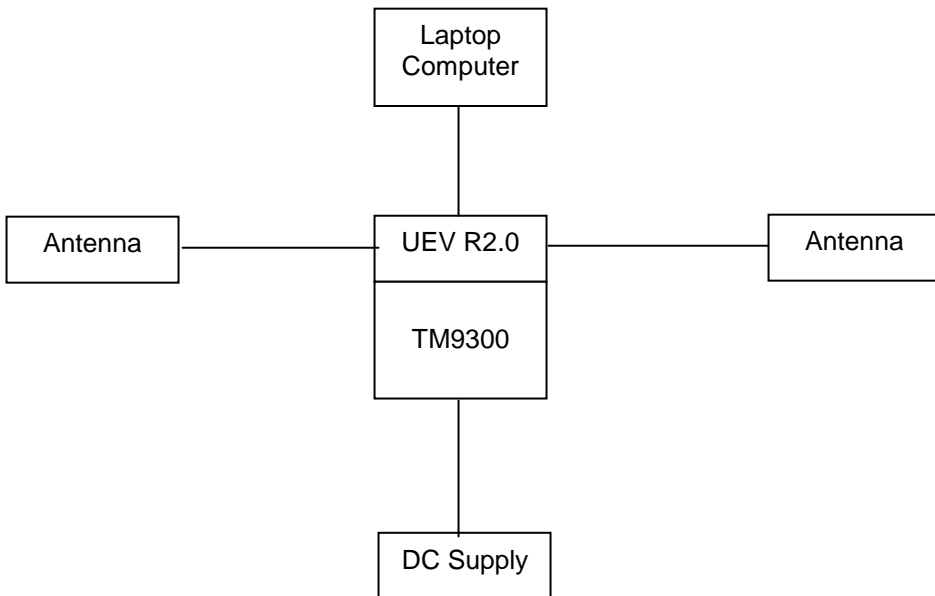 Laptop
Computer
Antenna
UEV R2.0
Antenna
TM9300
DC Supply